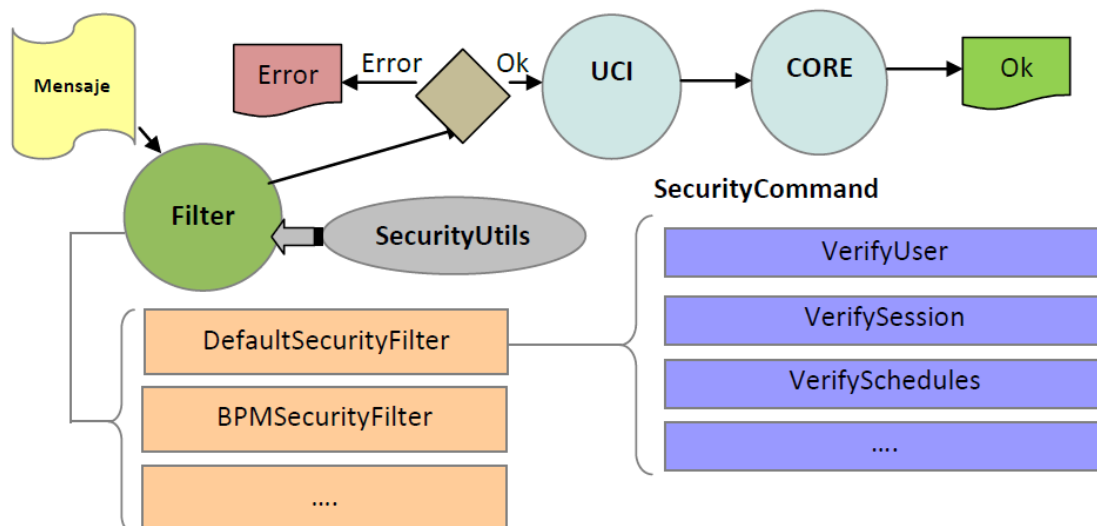 Mensaje
Error
Error
Ok
UCI
CORE
Ok
Filter
SecurityUtils
SecurityCommand
VerifyUser
VerifySession
VerifySchedules
....
DefaultSecurityFilter
BPMSecurityFilter
....